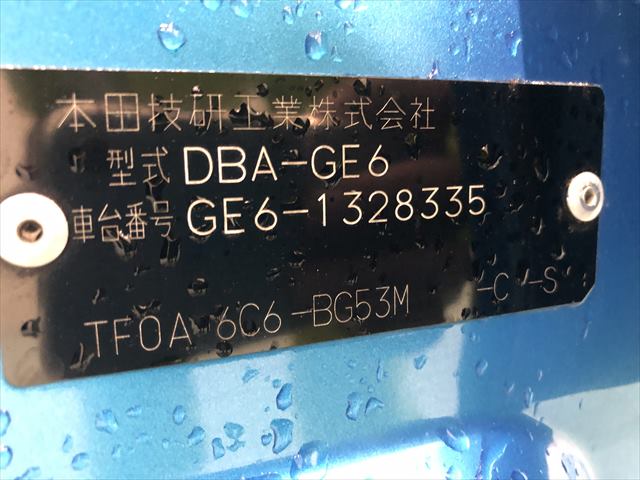 本田技研工業株式会社
型式 DBA-GE6
車台番号 GE6-1328335
TF0A 6C6-BG53M -C -S